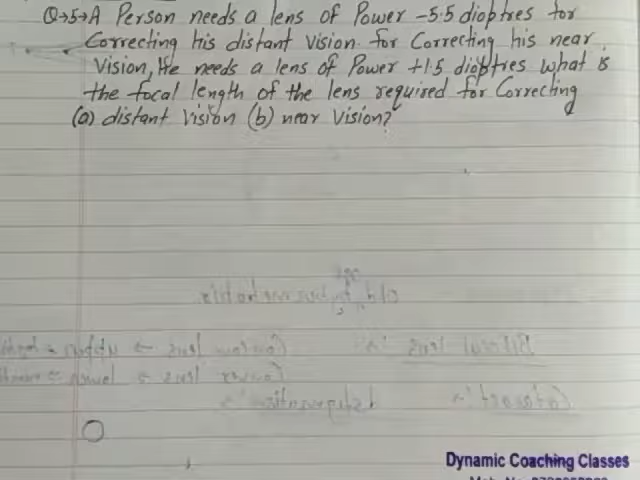 Q→5→A Person needs a lens of Power -5.5 dioptres for
Correcting his distant Vision. for Correcting his near
Vision, He needs a lens of Power +1.5 dioptres what is
the focal length of the lens required for Correcting
(a) distant Vision (b) near Vision?
Dynamic Coaching Classes